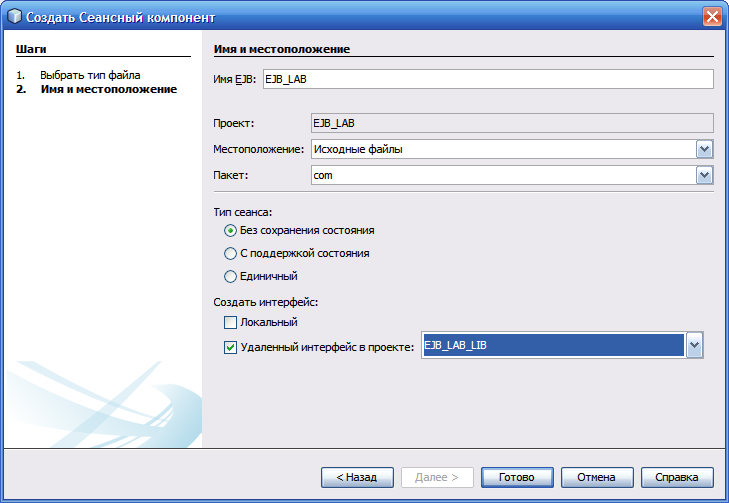 Создать Сеансный компонент
Шаги
1. Выбрать тип файла
2. Имя и местоположение
Имя и местоположение
Имя EJB: EJB_LAB
Проект: EJB_LAB
Местоположение: Исходные файлы
Пакет: com
Тип сеанса:
Без сохранения состояния
С поддержкой состояния
Единичный
Создать интерфейс:
Локальный
Удаленный интерфейс в проекте: EJB_LAB_LIB
< Назад Далее > Готово Отмена Справка